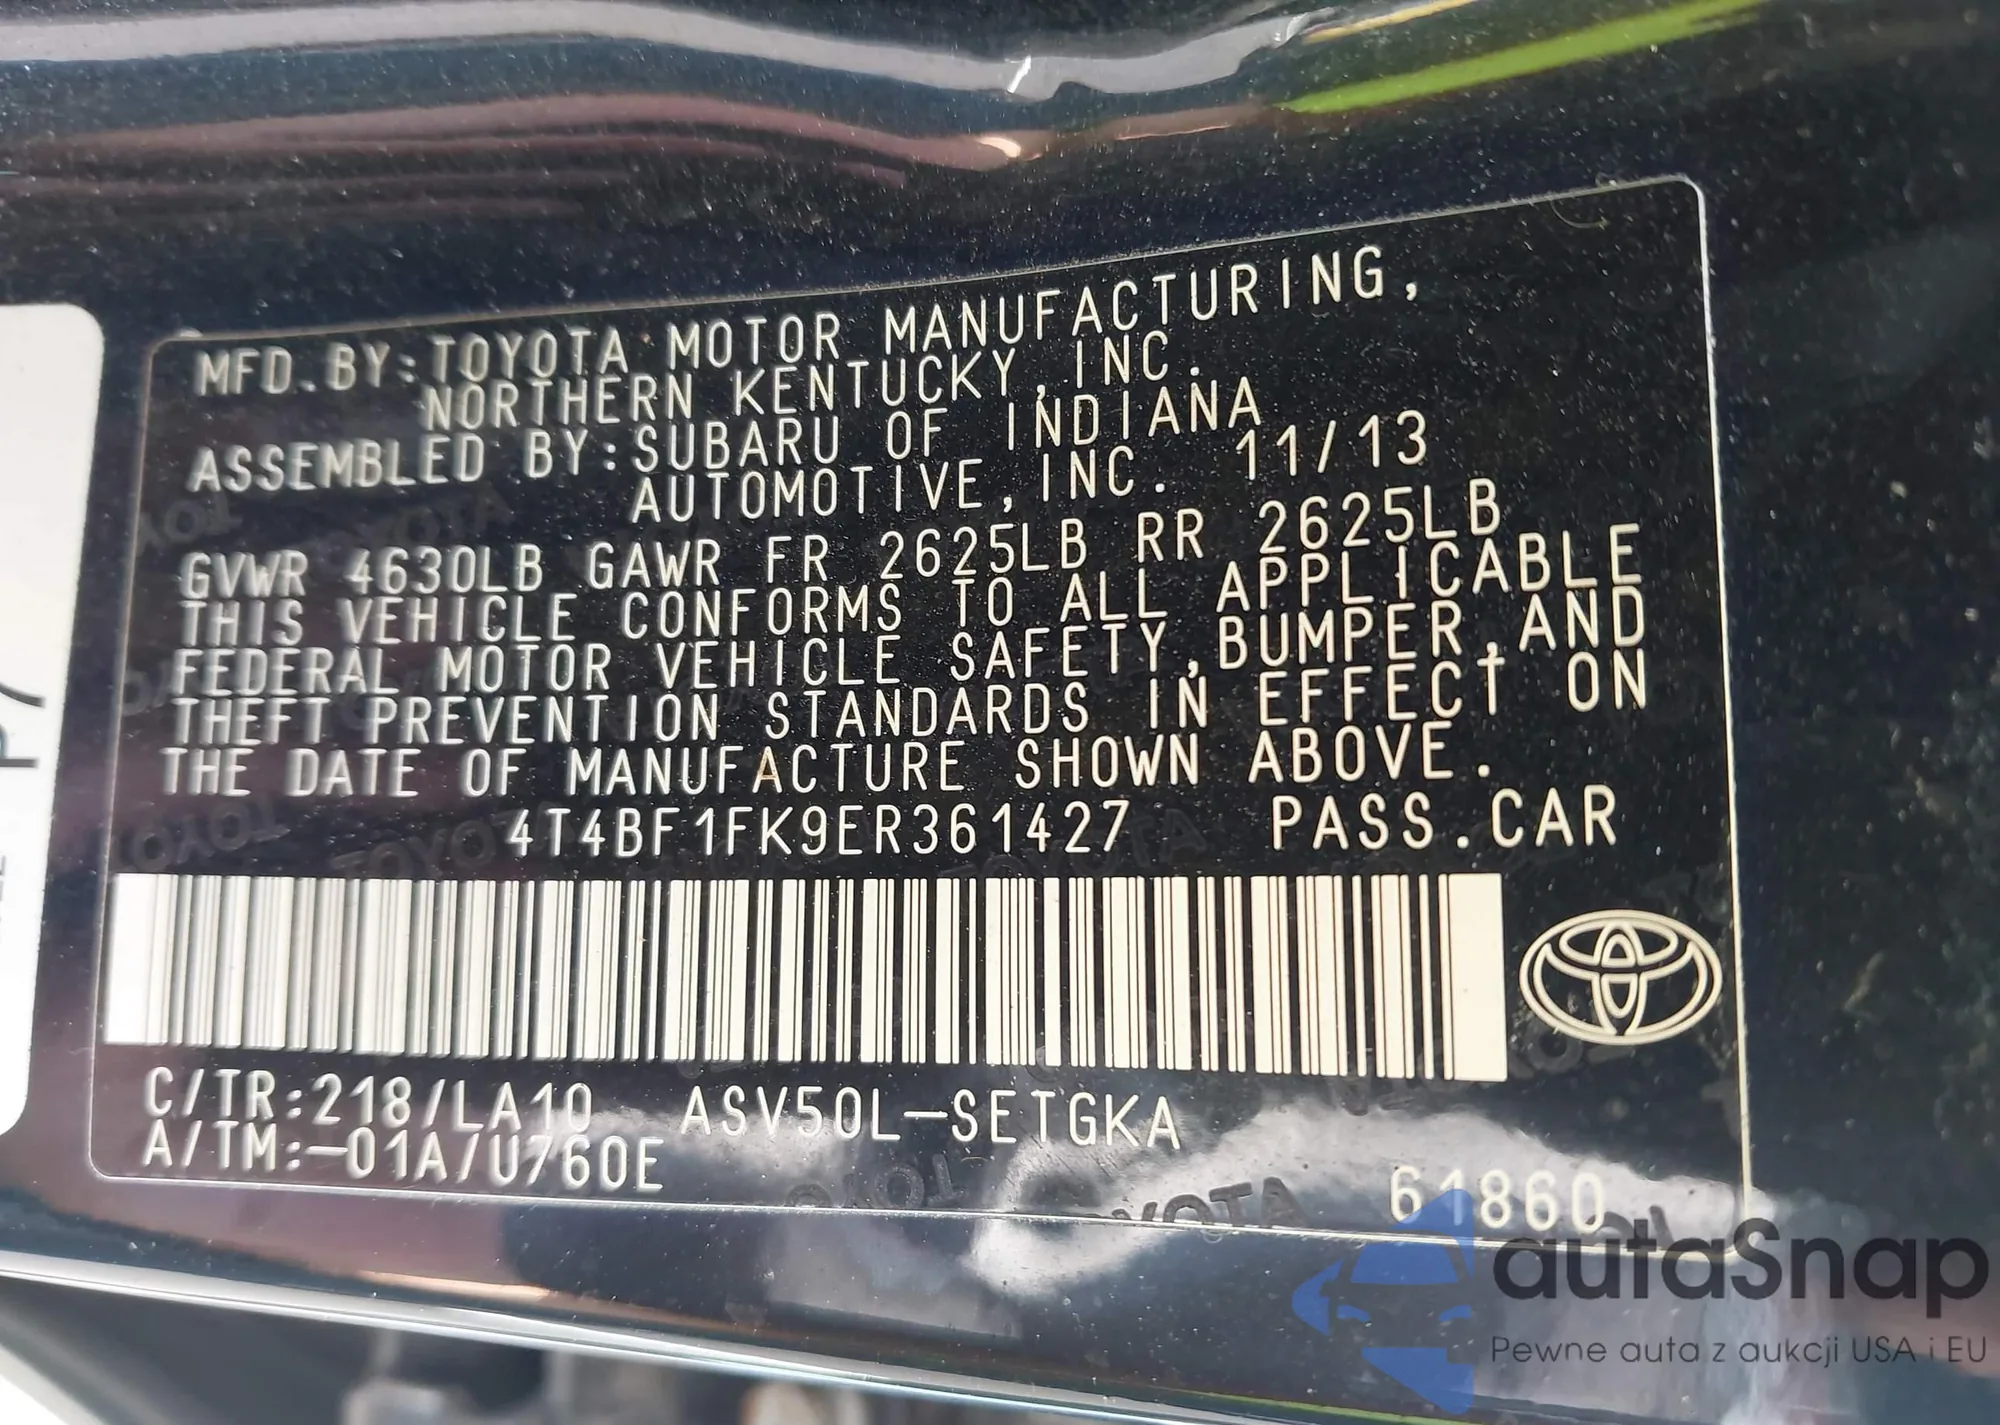 MFD.BY:TOYOTA MOTOR MANUFACTURING,
NORTHERN KENTUCKY,INC.
ASSEMBLED BY:SUBARU OF INDIANA
AUTOMOTIVE,INC. 11/13
GVWR 4630LB GAWR FR 2625LB RR 2625LB
THIS VEHICLE CONFORMS TO ALL APPLICABLE
FEDERAL MOTOR VEHICLE SAFETY,BUMPER,AND
THEFT PREVENTION STANDARDS IN EFFECT ON
THE DATE OF MANUFACTURE SHOWN ABOVE.
4T4BF1FK9ER361427 PASS.CAR
C/TR:218/LA10 ASV50L-SETGKA
A/TM:-01A/U760E
61860
autaSnap
Pewne auta z aukcji USA i EU